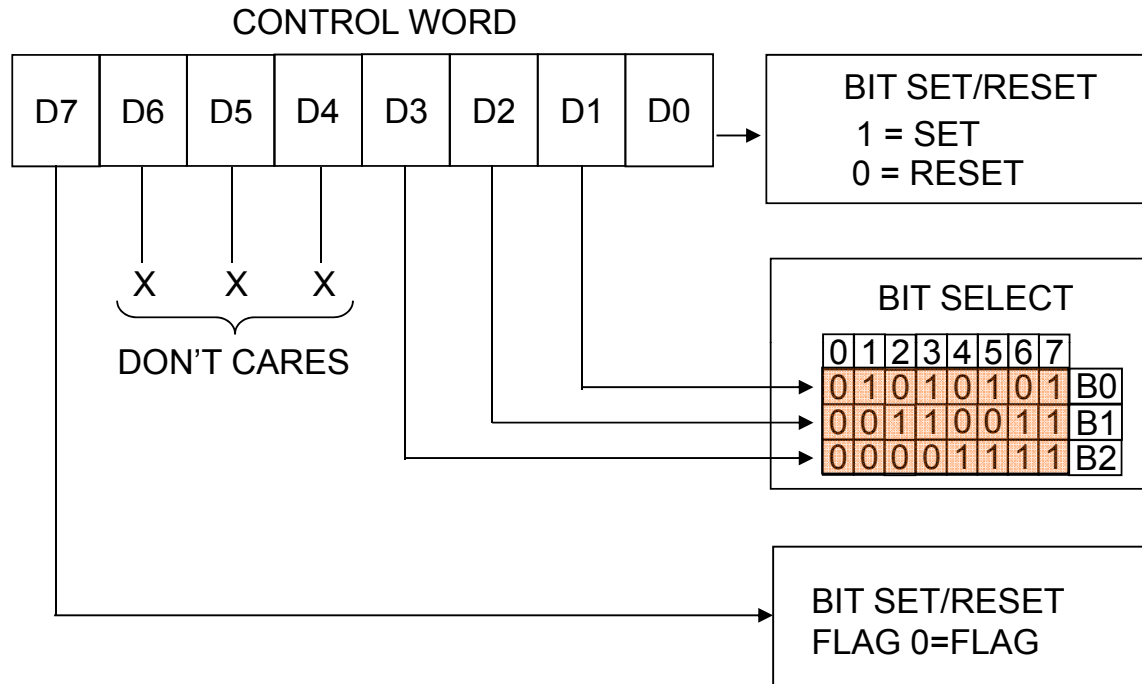 CONTROL WORD
D7 D6 D5 D4 D3 D2 D1 D0
BIT SET/RESET
1 = SET
0 = RESET
X X X
DON'T CARES
BIT SELECT
0 1 2 3 4 5 6 7
0 1 0 1 0 1 0 1 B0
0 0 1 1 0 0 1 1 B1
0 0 0 0 1 1 1 1 B2
BIT SET/RESET
FLAG 0=FLAG